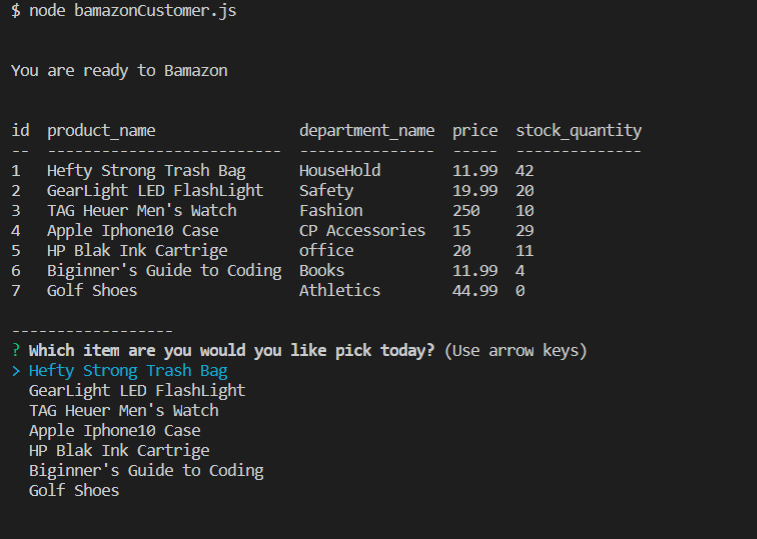 $ node bamazonCustomer.js
You are ready to Bamazon
id  product_name                department_name  price  stock_quantity
--  --------------------------  ---------------  -----  --------------
1   Hefty Strong Trash Bag      HouseHold        11.99  42
2   GearLight LED FlashLight    Safety           19.99  20
3   TAG Heuer Men's Watch       Fashion          250    10
4   Apple Iphone10 Case         CP Accessories   15     29
5   HP Blak Ink Cartrige        office           20     11
6   Biginner's Guide to Coding  Books            11.99  4
7   Golf Shoes                  Athletics        44.99  0
------------------
? Which item are you would you like pick today? (Use arrow keys)
> Hefty Strong Trash Bag
  GearLight LED FlashLight
  TAG Heuer Men's Watch
  Apple Iphone10 Case
  HP Blak Ink Cartrige
  Biginner's Guide to Coding
  Golf Shoes